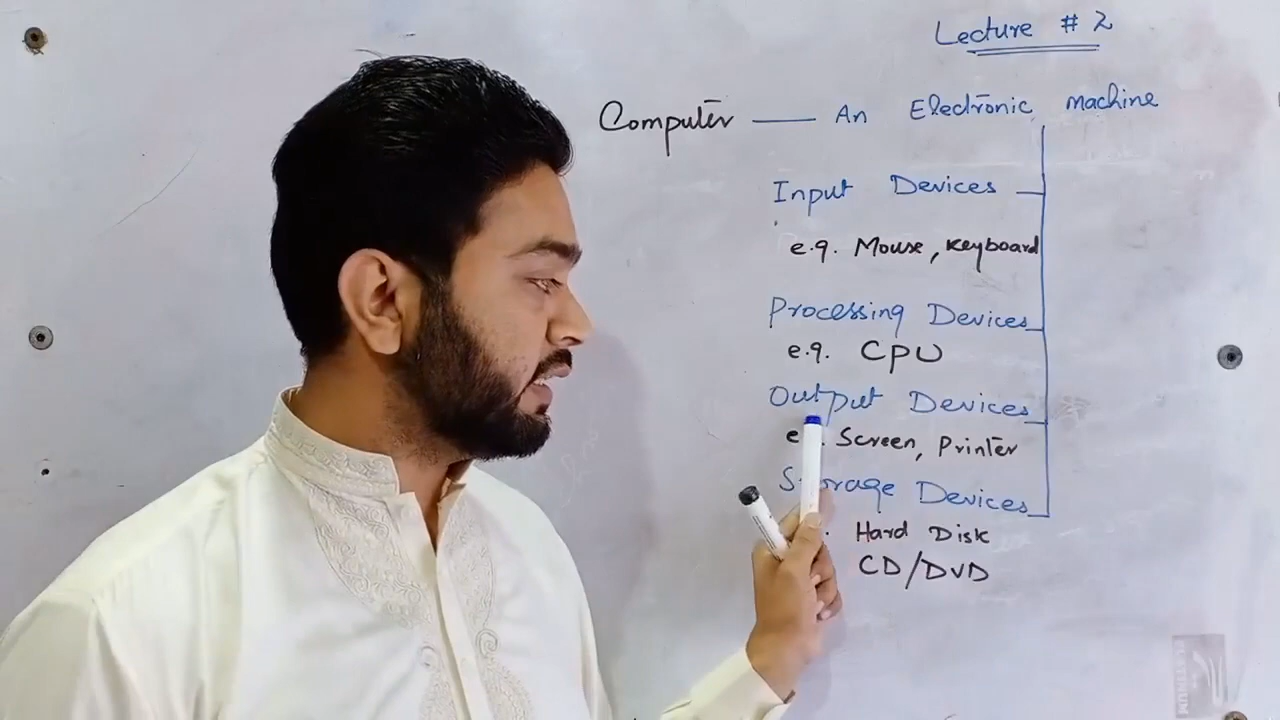 Lecture # 2
Computer — An Electronic Machine
Input Devices
e.g. Mouse, Keyboard
Processing Devices
e.g. CPU
Output Devices
Screen, Printer
Storage Devices
Hard Disk
CD/DVD